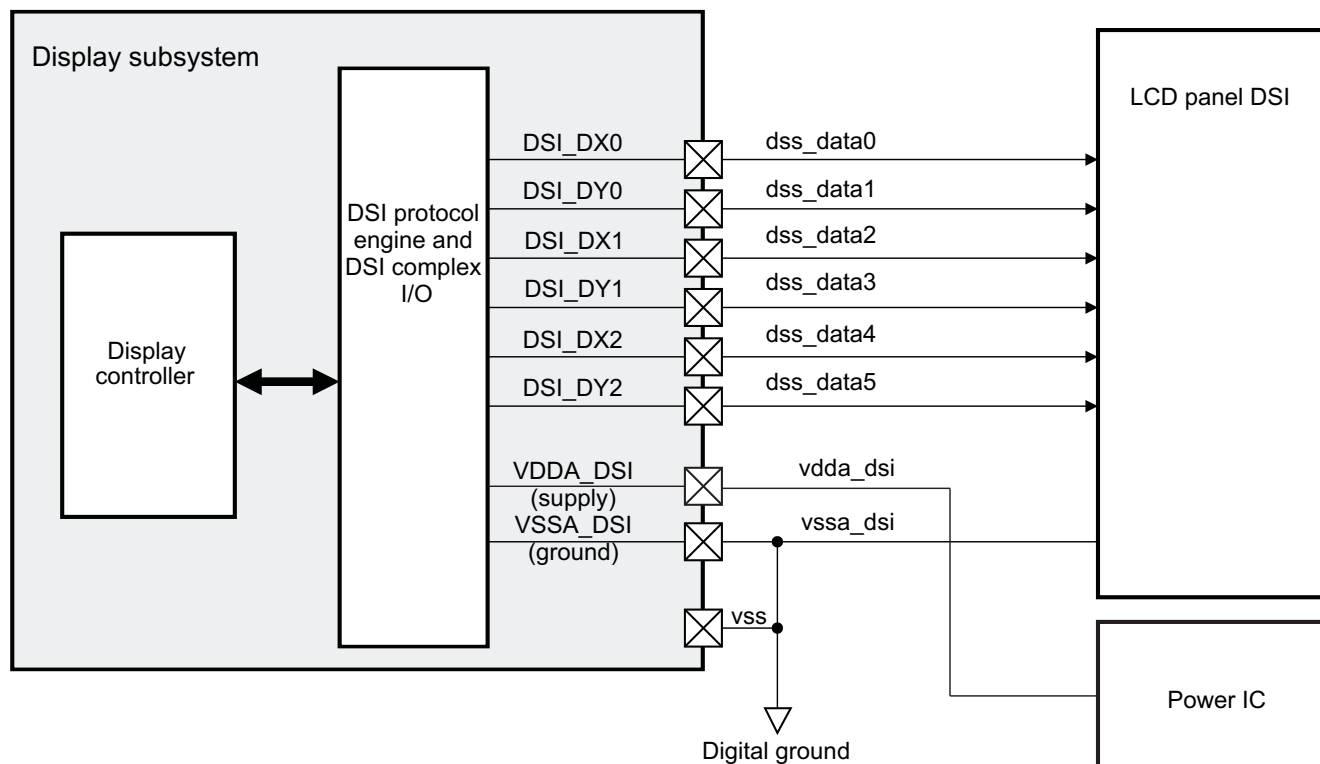 Display subsystem
LCD panel DSI
DSI_DX0
dss_data0
DSI_DY0
dss_data1
DSI protocol
engine and
DSI complex
I/O
DSI_DX1
dss_data2
DSI_DY1
dss_data3
Display
controller
DSI_DX2
dss_data4
DSI_DY2
dss_data5
VDDA_DSI
(supply)
vdda_dsi
VSSA_DSI
(ground)
vssa_dsi
vss
Power IC
Digital ground